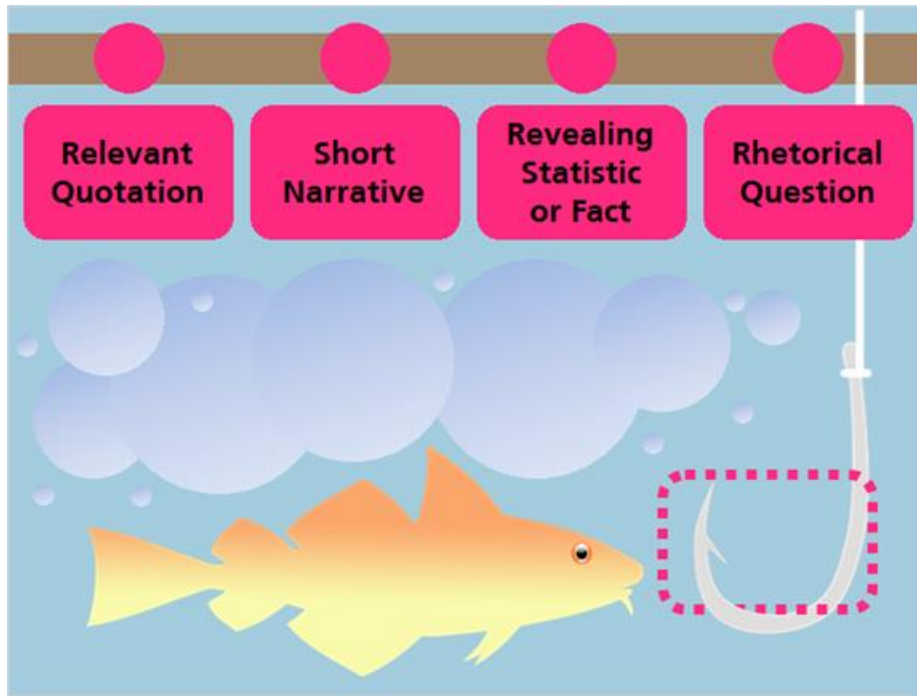 Relevant
Quotation
Short
Narrative
Revealing
Statistic
or Fact
Rhetorical
Question